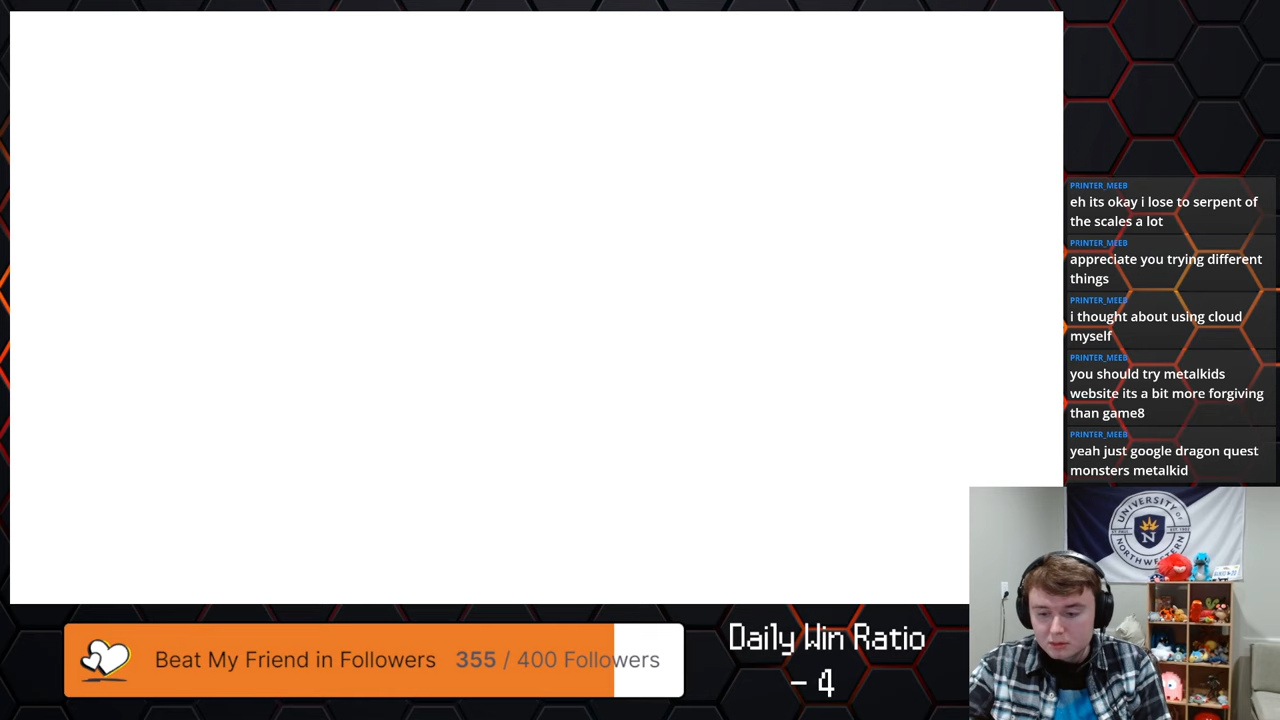 PRINTER_MEEB
eh its okay i lose to serpent of
the scales a lot
PRINTER_MEEB
appreciate you trying different
things
PRINTER_MEEB
i thought about using cloud
myself
PRINTER_MEEB
you should try metalkids
website its a bit more forgiving
than game8
PRINTER_MEEB
yeah just google dragon quest
monsters metalkid
UNIVERSITY OF
N
NORTHWESTERN
Beat My Friend in Followers 355 / 400 Followers
Daily Win Ratio
- 4